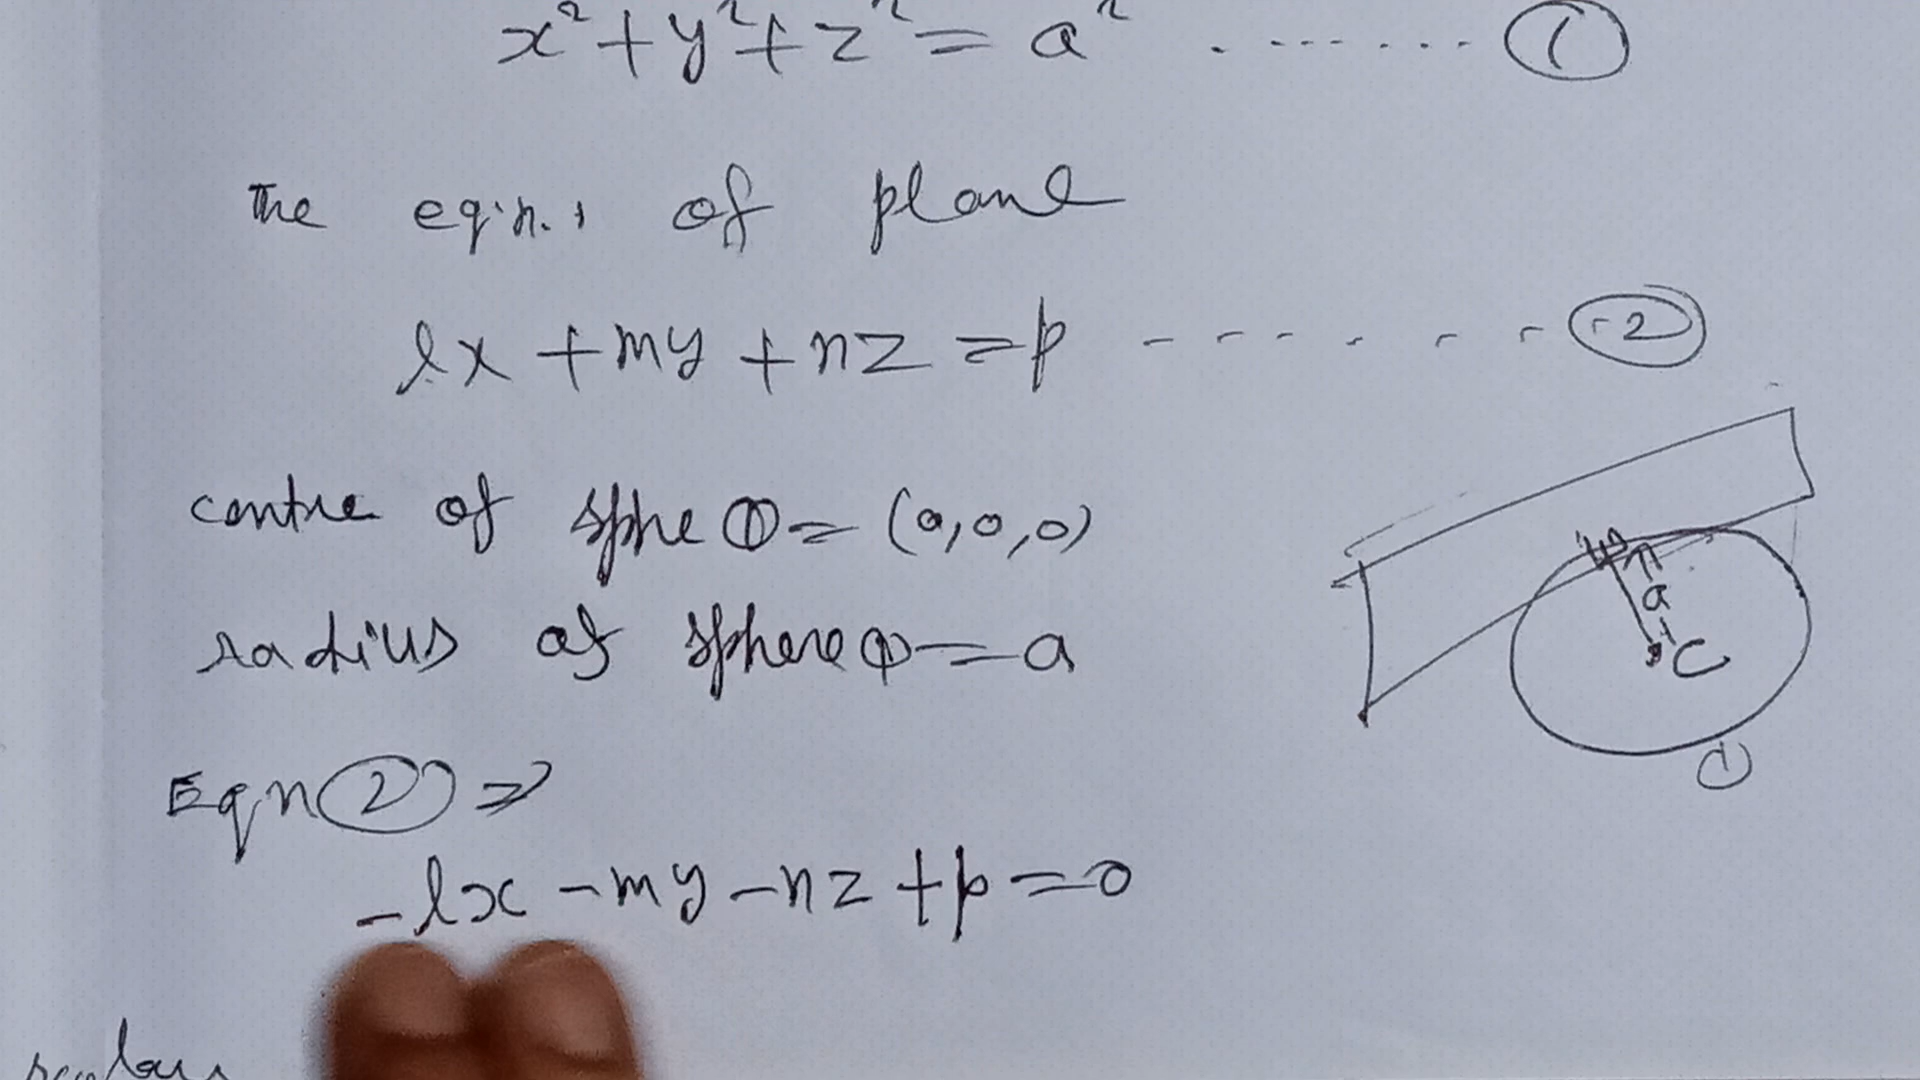 x² + y² + z² = a² ........ ①
The eqn. of plane
lx + my + nz = p ------- ②
centre of sphe ① = (0,0,0)
a
C
radius of sphere ① = a
①
Eqn ② ⇒
-lx - my - nz + p = 0